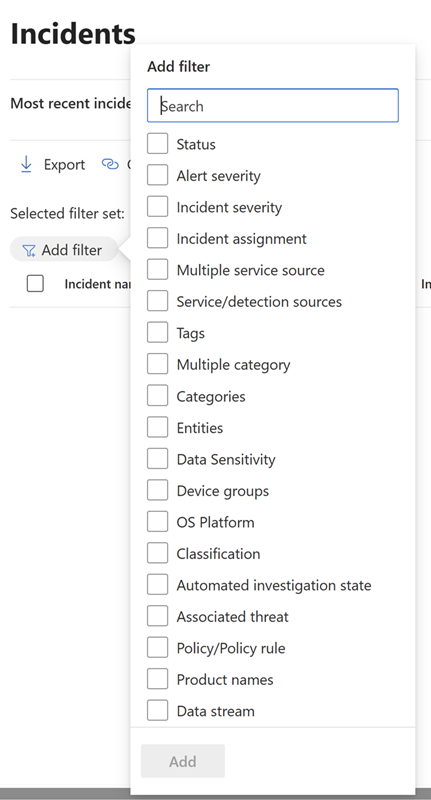 Incidents
Add filter
Most recent incide
Search
Status
Export
Alert severity
Incident severity
Selected filter set:
Incident assignment
Add filter
Multiple service source
Incident nar
In
Service/detection sources
Tags
Multiple category
Categories
Entities
Data Sensitivity
Device groups
OS Platform
Classification
Automated investigation state
Associated threat
Policy/Policy rule
Product names
Data stream
Add